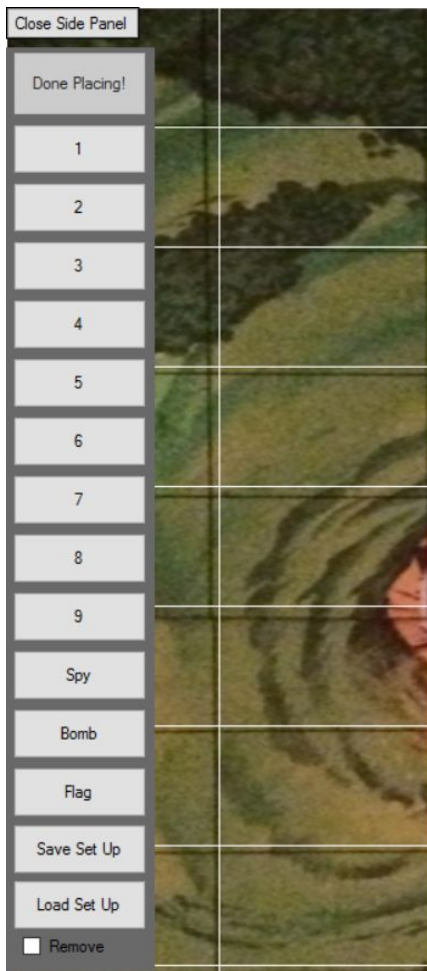 Close Side Panel
Done Placing!
1
2
3
4
5
6
7
8
9
Spy
Bomb
Flag
Save Set Up
Load Set Up
Remove